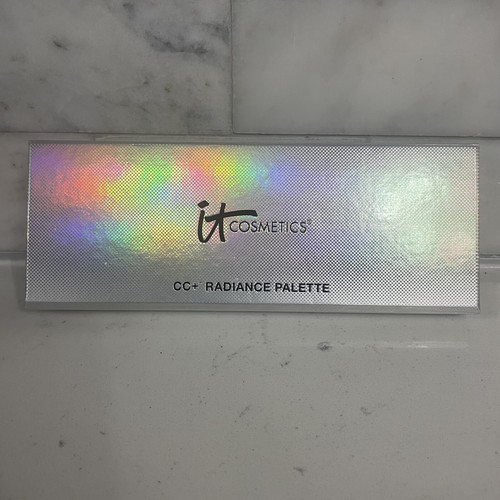 it COSMETICS®
CC+ RADIANCE PALETTE